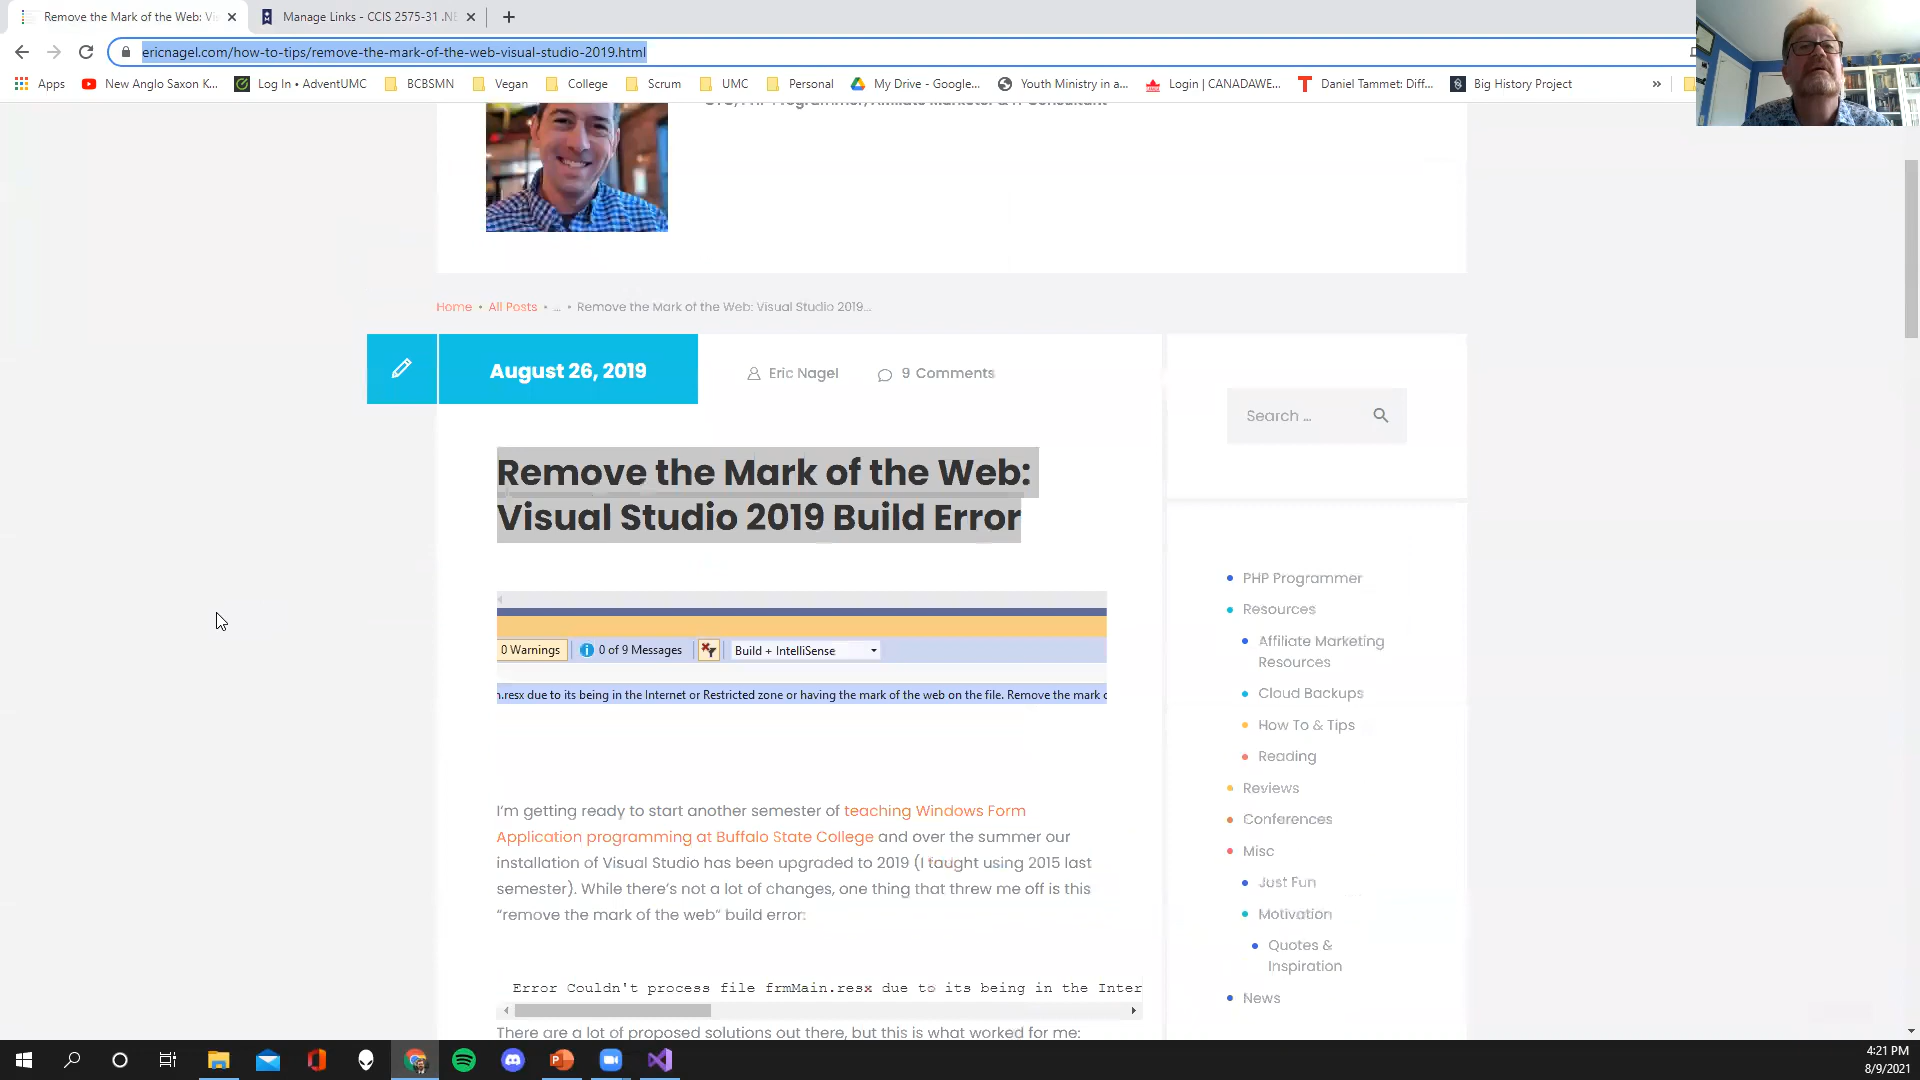 Remove the Mark of the Web: Vi
Manage Links - CCIS 2575-31 .NE
ericnagel.com/how-to-tips/remove-the-mark-of-the-web-visual-studio-2019.html
Apps
New Anglo Saxon K...
Log In • AdventUMC
BCBSMN
Vegan
College
Scrum
UMC
Personal
My Drive - Google...
Youth Ministry in a...
Login | CANADAWE...
Daniel Tammet: Diff...
Big History Project
»
CTO, PHP Programmer, Affiliate Marketer & IT Consultant
Home • All Posts • ... • Remove the Mark of the Web: Visual Studio 2019...
August 26, 2019
Eric Nagel
9 Comments
Search ...
Remove the Mark of the Web:
Visual Studio 2019 Build Error
0 Warnings
0 of 9 Messages
Build + IntelliSense
.resx due to its being in the Internet or Restricted zone or having the mark of the web on the file. Remove the mark
I'm getting ready to start another semester of teaching Windows Form
Application programming at Buffalo State College and over the summer our
installation of Visual Studio has been upgraded to 2019 (I taught using 2015 last
semester). While there's not a lot of changes, one thing that threw me off is this
“remove the mark of the web” build error:
Error Couldn't process file frmMain.resx due to its being in the Inter
There are a lot of proposed solutions out there, but this is what worked for me:
PHP Programmer
Resources
Affiliate Marketing
Resources
Cloud Backups
How To & Tips
Reading
Reviews
Conferences
Misc
Just Fun
Motivation
Quotes &
Inspiration
News
4:21 PM
8/9/2021